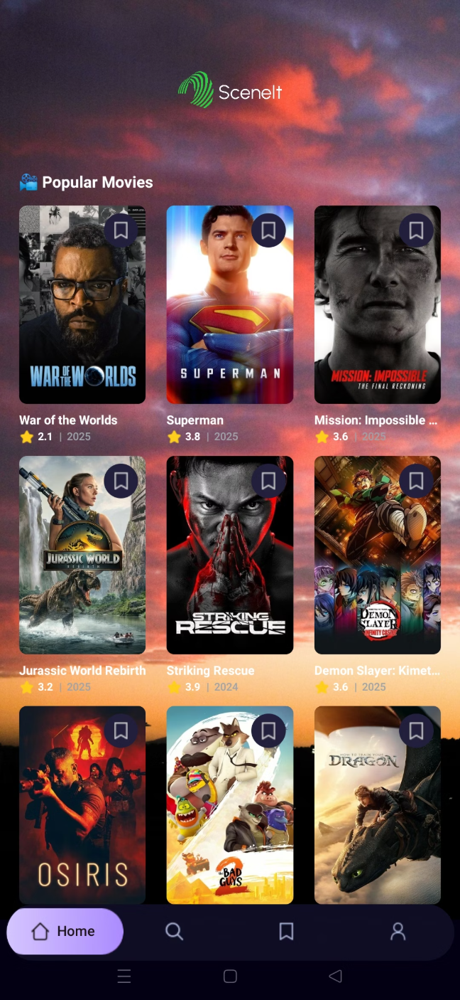 SceneIt
Popular Movies
WAR OF THE WORLDS
SUPERMAN
MISSION: IMPOSSIBLE
THE FINAL RECKONING
War of the Worlds
Superman
Mission: Impossible ...
2.1 | 2025
3.8 | 2025
3.6 | 2025
JURASSIC WORLD
REBIRTH
STRIKING
RESCUE
DEMON
SLAYER
INFINITY CASTLE
Jurassic World Rebirth
Striking Rescue
Demon Slayer: Kimet...
3.2 | 2025
3.9 | 2024
3.6 | 2025
OSIRIS
the BAD
GUYS
2
HOW TO TRAIN YOUR
DRAGON
Home